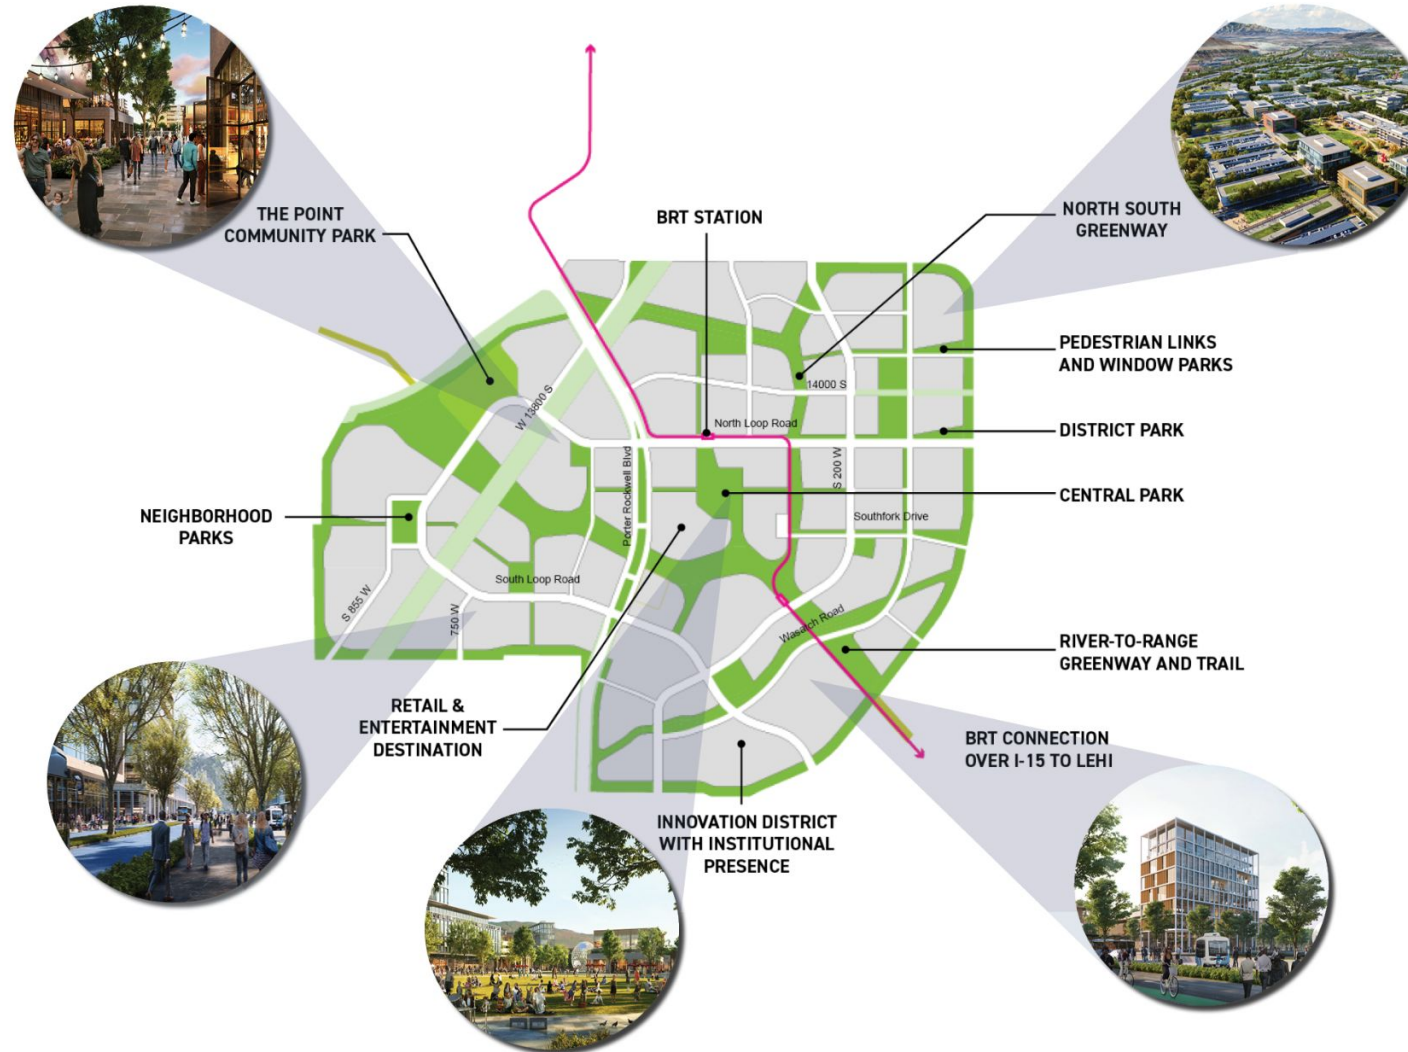 THE POINT
COMMUNITY PARK
BRT STATION
NORTH SOUTH
GREENWAY
PEDESTRIAN LINKS
AND WINDOW PARKS
14000 S
W 13800 S
North Loop Road
DISTRICT PARK
Porter Rockwell Blvd
S 200 W
CENTRAL PARK
NEIGHBORHOOD
PARKS
Southfork Drive
South Loop Road
S 855 W
750 W
Wasatch Road
RIVER-TO-RANGE
GREENWAY AND TRAIL
RETAIL &
ENTERTAINMENT
DESTINATION
BRT CONNECTION
OVER I-15 TO LEHI
INNOVATION DISTRICT
WITH INSTITUTIONAL
PRESENCE